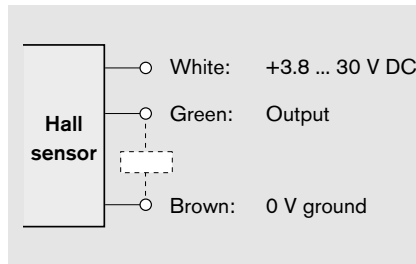 Hall
sensor
White: +3.8 ... 30 V DC
Green: Output
Brown: 0 V ground